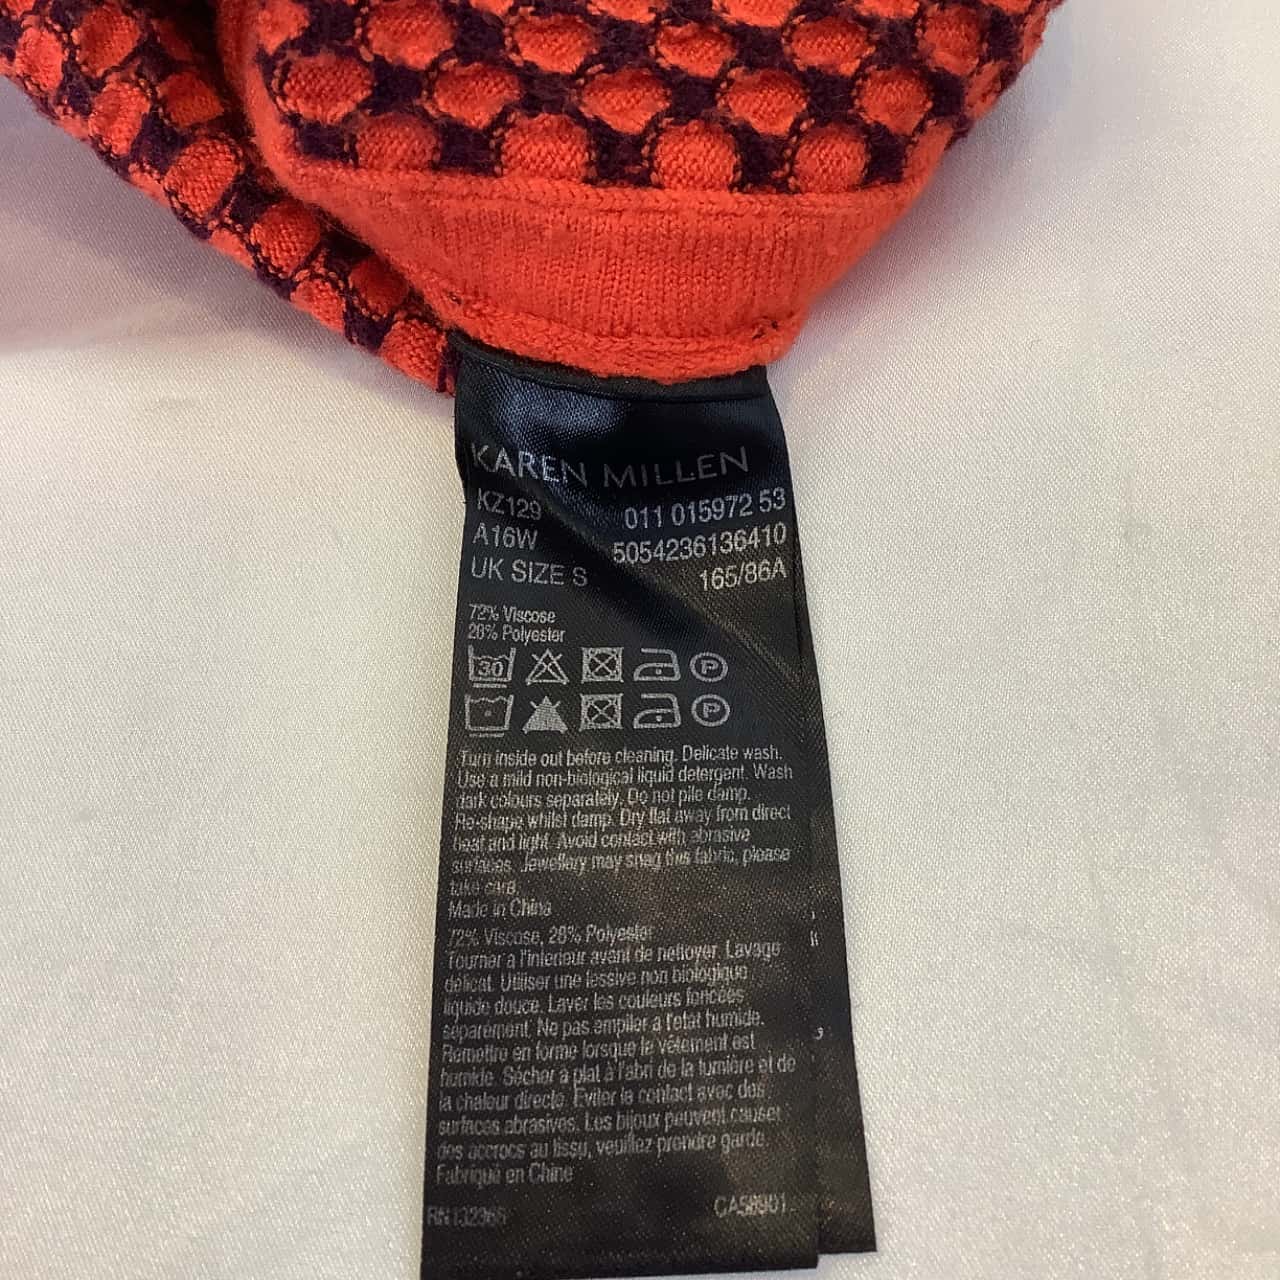 KAREN MILLEN
KZ129 011 015972 53
A16W 5054236136410
UK SIZE S 165/86A
72% Viscose
28% Polyester
30 P
P
Turn inside out before cleaning. Delicate wash.
Use a mild non-biological liquid detergent. Wash
dark colours separately. Do not pile damp.
Re-shape whilst damp. Dry flat away from direct
heat and light. Avoid contact with abrasive
surfaces. Jewellery may snag this fabric, please
take care.
Made in China
72% Viscose, 28% Polyester
Tourner a l'interieur avant de nettoyer. Lavage
délicat. Utiliser une lessive non biologique
liquide douce. Laver les couleurs foncées
séparément. Ne pas empiler a l'etat humide.
Remettre en forme lorsque le vêtement est
humide. Sécher a plat à l'abri de la lumière et de
la chaleur directe. Eviter le contact avec des
surfaces abrasives. Les bijoux peuvent causer
des accrocs au tissu, veuillez prendre garde.
Fabriqué en Chine
RN132366 CA58901